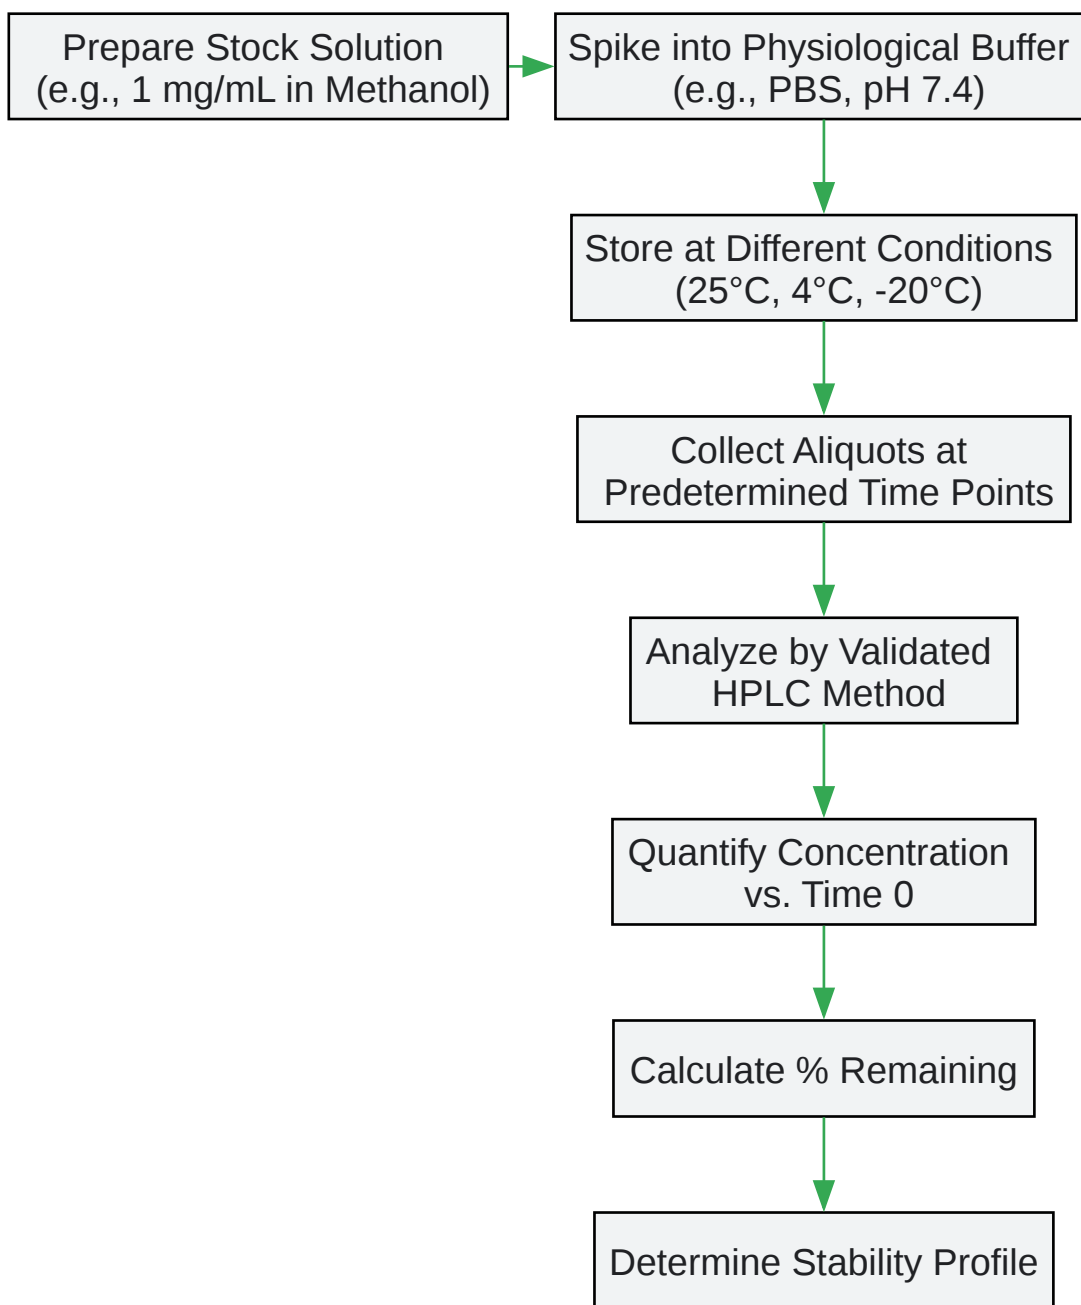 Prepare Stock Solution
(e.g., 1 mg/mL in Methanol)
Spike into Physiological Buffer
(e.g., PBS, pH 7.4)
Store at Different Conditions
(25°C, 4°C, -20°C)
Collect Aliquots at
Predetermined Time Points
Analyze by Validated
HPLC Method
Quantify Concentration
vs. Time 0
Calculate % Remaining
Determine Stability Profile